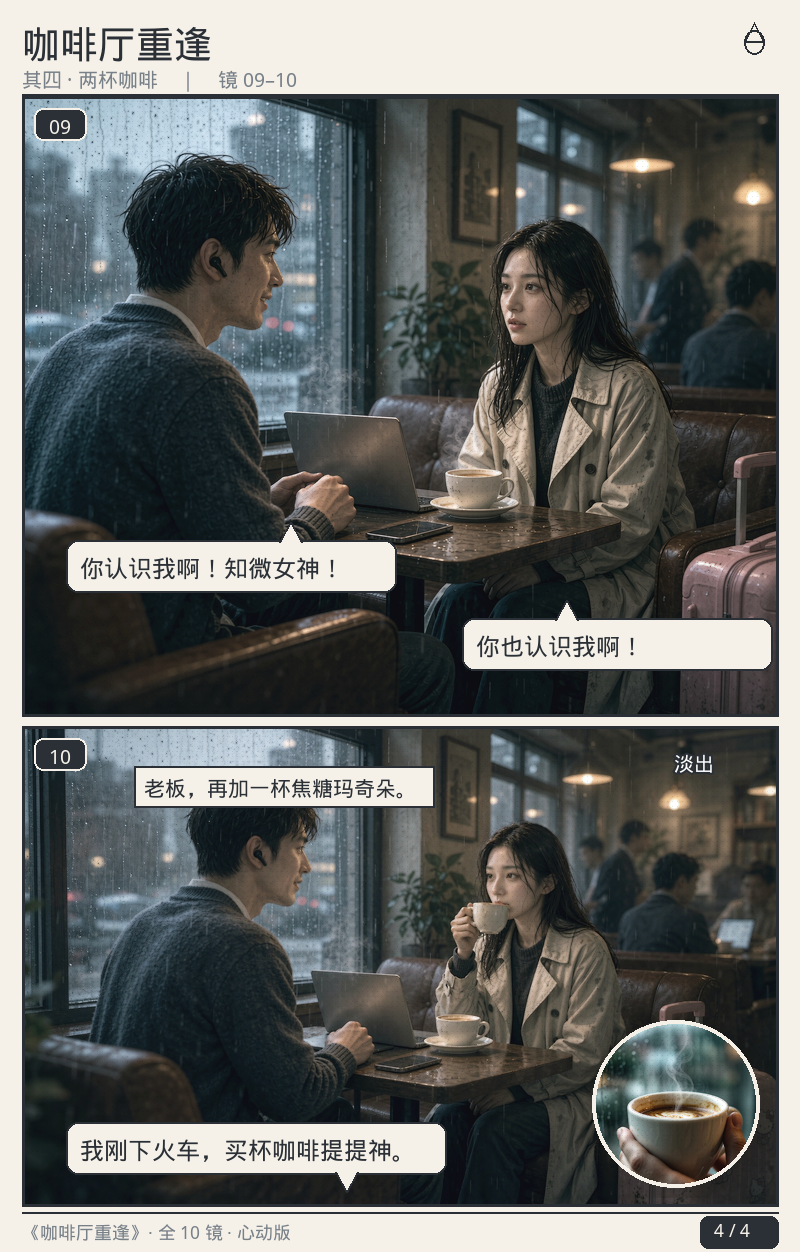 咖啡厅重逢
其四 · 两杯咖啡 | 镜 09–10
09
你认识我啊！知微女神！
你也认识我啊！
10
老板，再加一杯焦糖玛奇朵。
淡出
我刚下火车，买杯咖啡提提神。
《咖啡厅重逢》· 全 10 镜 · 心动版
4 / 4